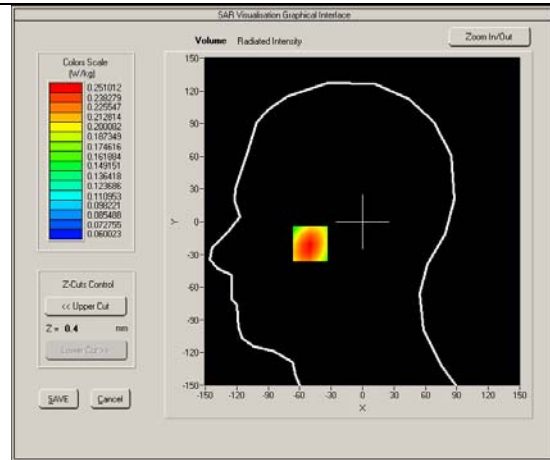 SAR Visualisation Graphical Interface
Volume Radiated Intensity
Zoom In/Out
Colors Scale
(W/kg)
0.251012
0.238279
0.225547
0.212814
0.200082
0.187349
0.174616
0.161884
0.149151
0.136418
0.123686
0.110953
0.098221
0.085488
0.072755
0.060023
Z-Cuts Control
<< Upper Cut
Z = 0.4 mm
Lower Cut >>
SAVE Cancel
150
120
90
60
30
0
-30
-60
-90
-120
-150
Y
-150 -120 -90 -60 -30 0 30 60 90 120 150
X